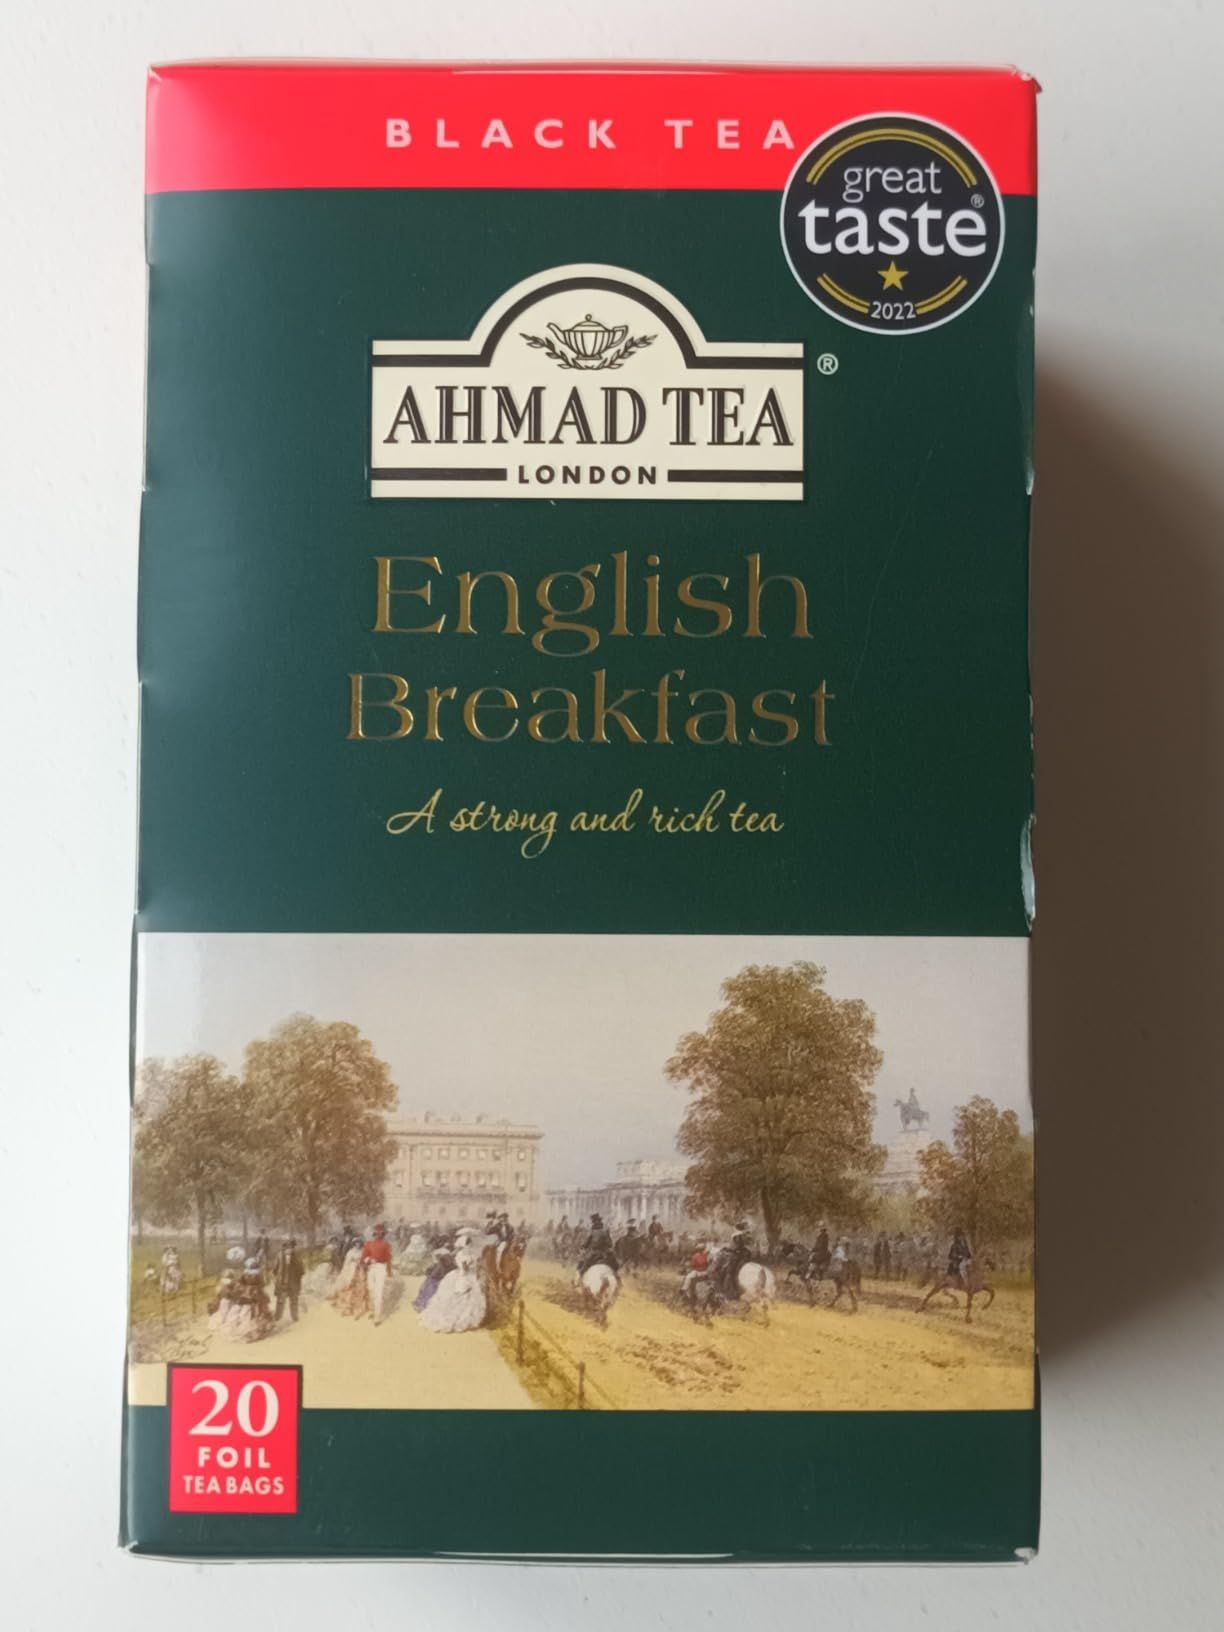 BLACK TEA
great
taste®
2022
AHMAD TEA®
LONDON
English
Breakfast
A strong and rich tea
20
FOIL
TEA BAGS